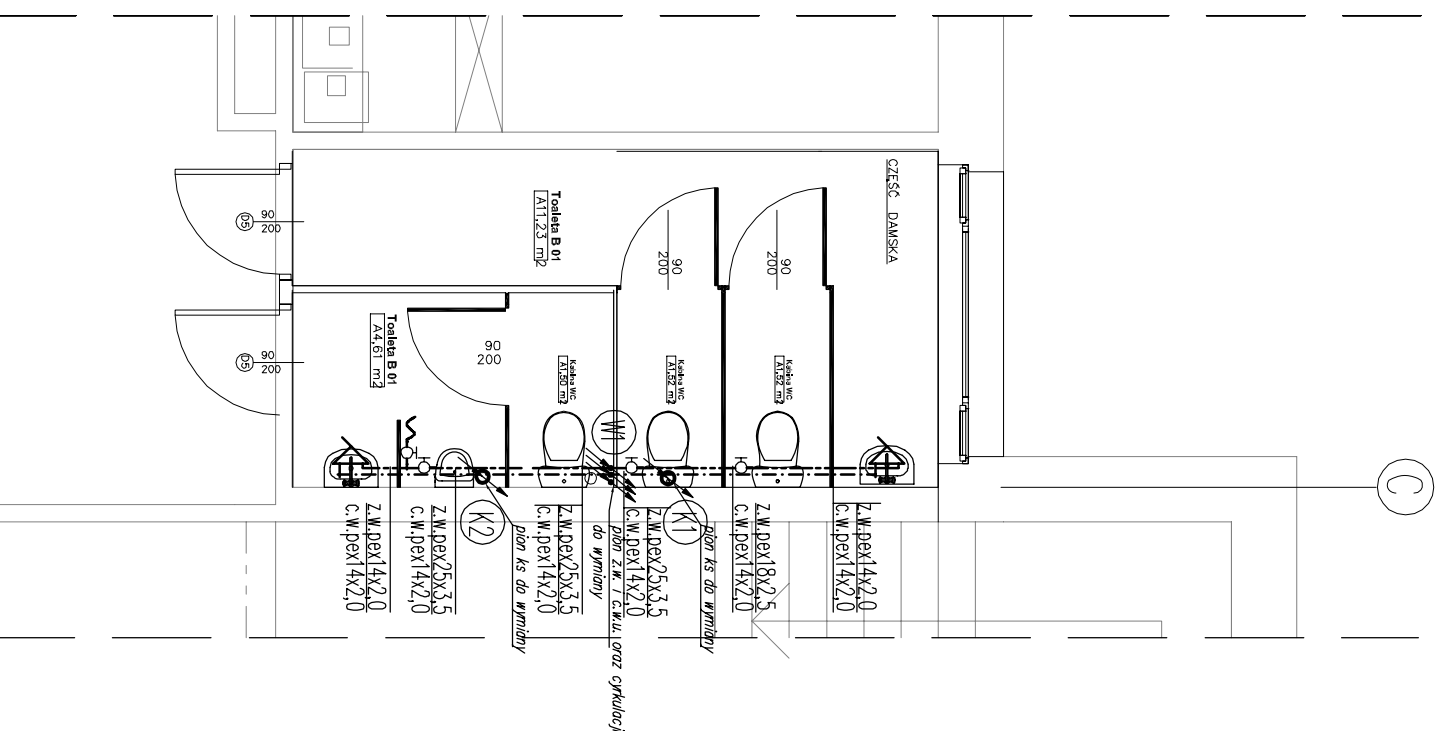 CZĘŚĆ DAMSKA
Toaleta B 01
A11,23 m2
90
200
90
200
D5
90
200
D5
90
200
Toaleta B 01
A4,61 m2
90
200
Kabina WC
A1,50 m2
Kabina WC
A1,52 m2
Kabina WC
A1,52 m2
W1
K1
K2
C
z.w.pex14x2,0
c.w.pex14x2,0
z.w.pex25x3,5
c.w.pex14x2,0
pion ks do wymiany
z.w.pex25x3,5
c.w.pex14x2,0
pion z.w. i c.w.u. oraz cyrkulacji
do wymiany
z.w.pex25x3,5
c.w.pex14x2,0
pion ks do wymiany
z.w.pex18x2,5
c.w.pex14x2,0
z.w.pex14x2,0
c.w.pex14x2,0